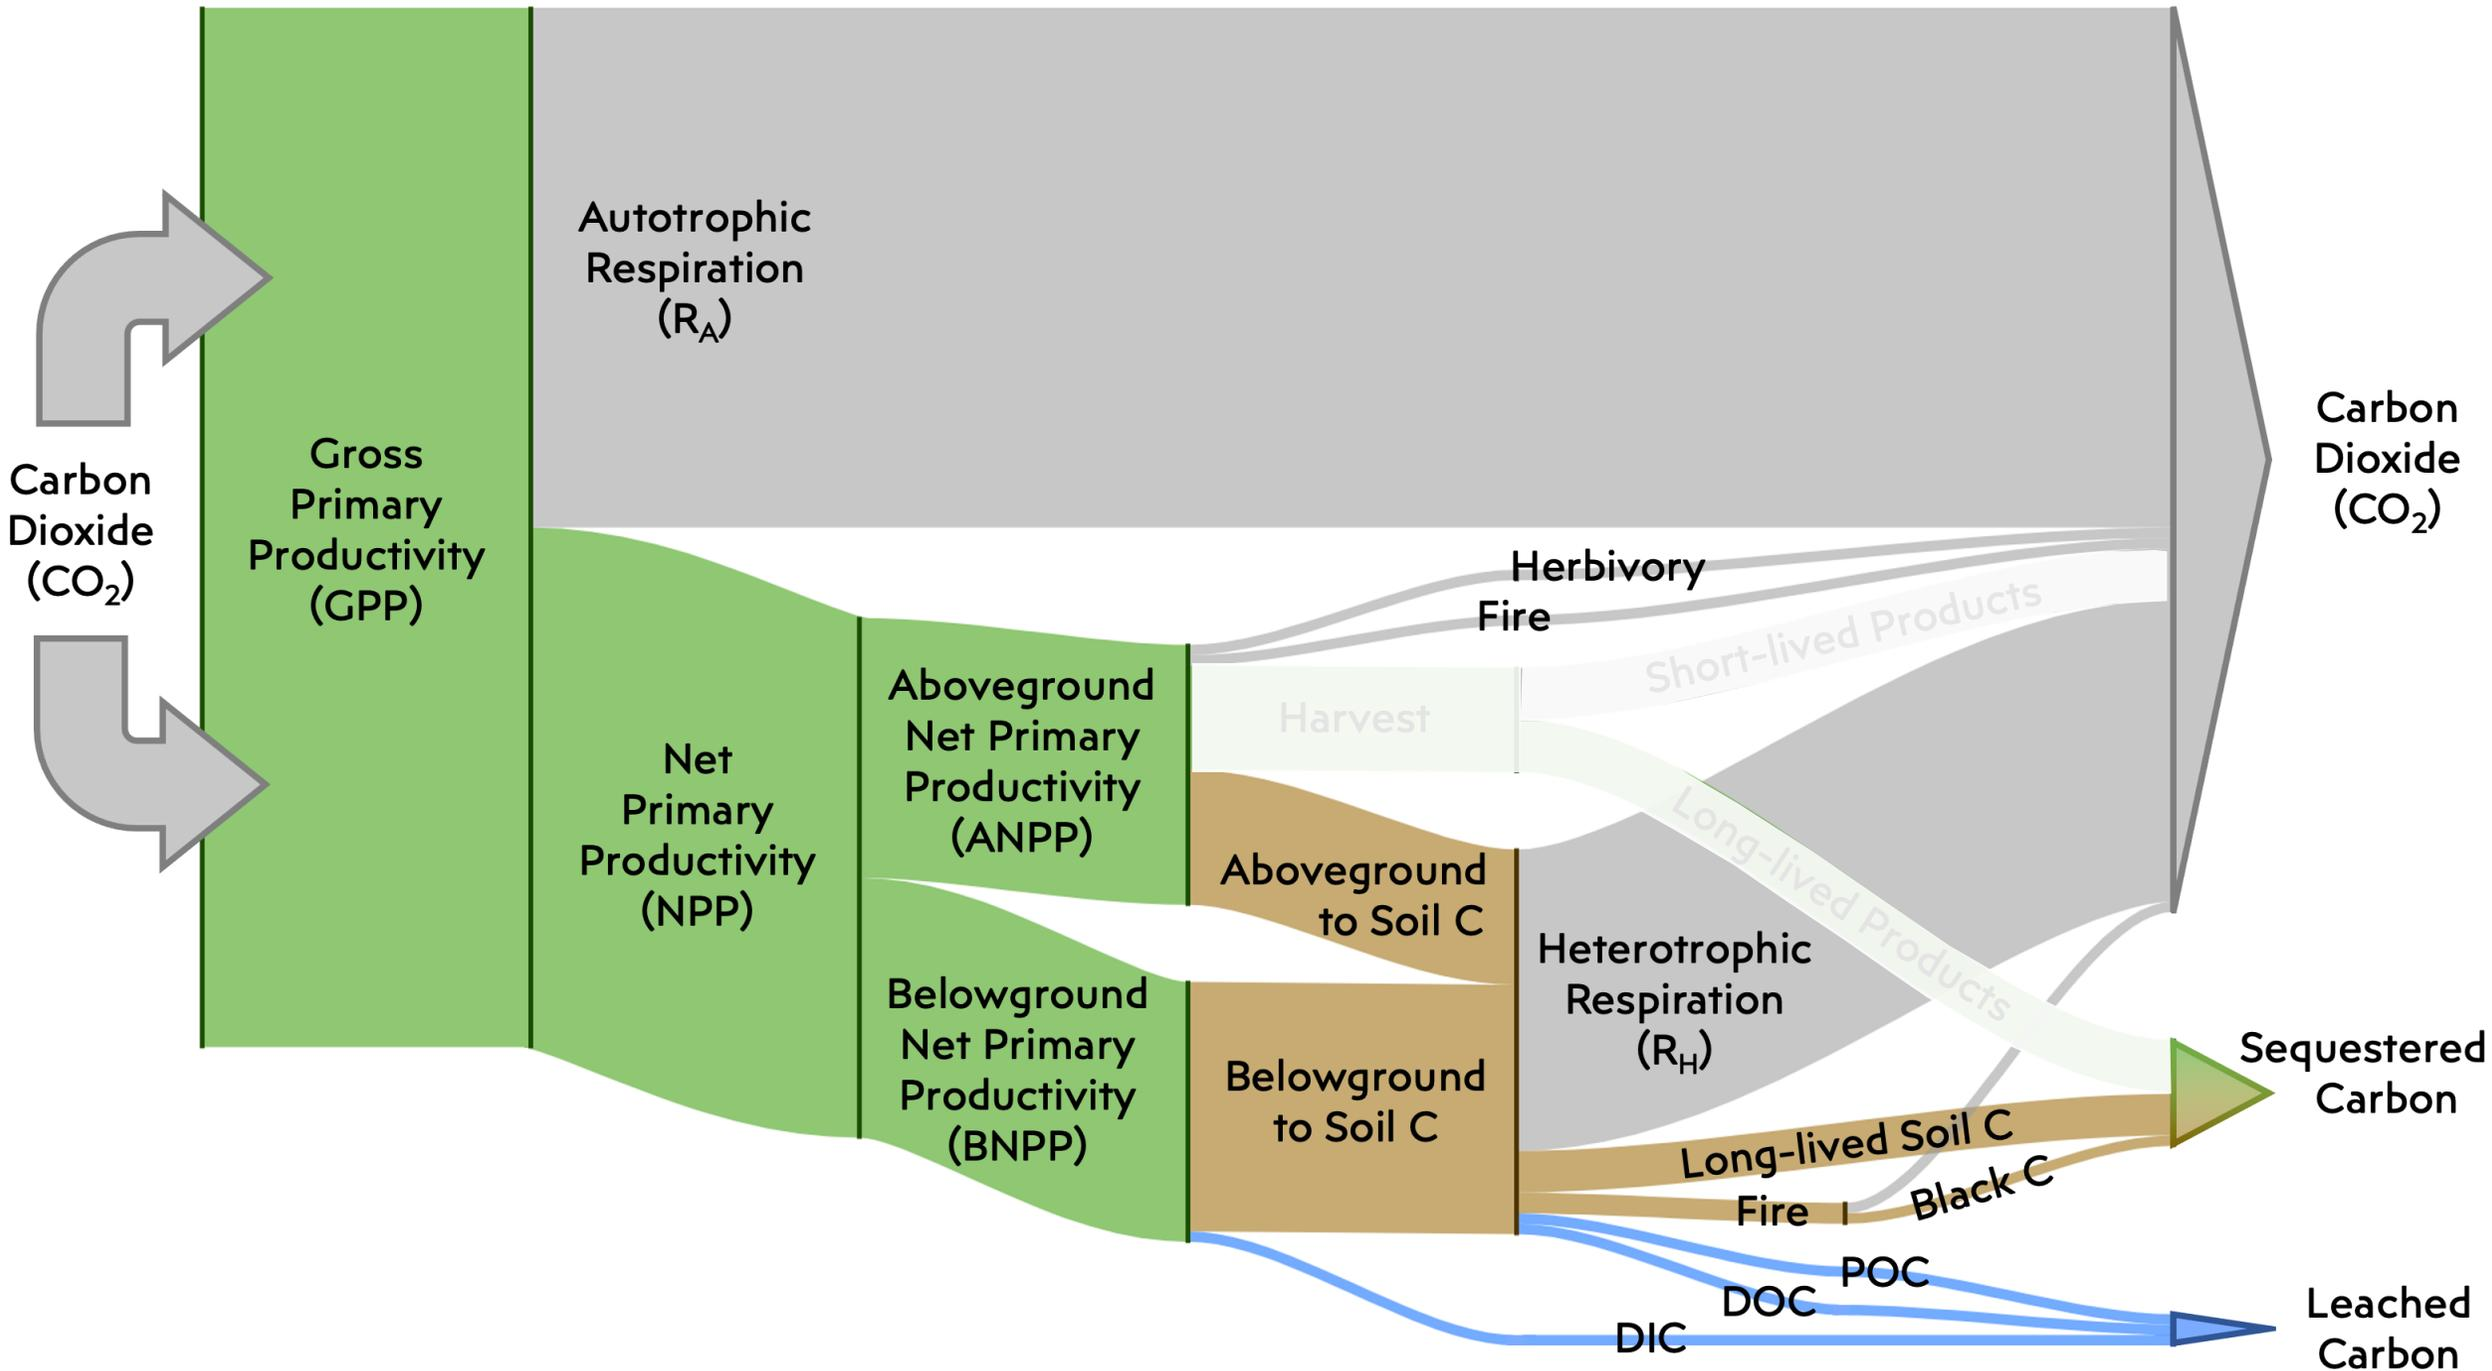 Carbon
Dioxide
(CO₂)
Gross
Primary
Productivity
(GPP)
Autotrophic
Respiration
(R_A)
Net
Primary
Productivity
(NPP)
Aboveground
Net Primary
Productivity
(ANPP)
Belowground
Net Primary
Productivity
(BNPP)
Herbivory
Fire
Harvest
Short-lived Products
Long-lived Products
Aboveground
to Soil C
Belowground
to Soil C
Heterotrophic
Respiration
(R_H)
Long-lived Soil C
Fire
Black C
POC
DOC
DIC
Carbon
Dioxide
(CO₂)
Sequestered
Carbon
Leached
Carbon